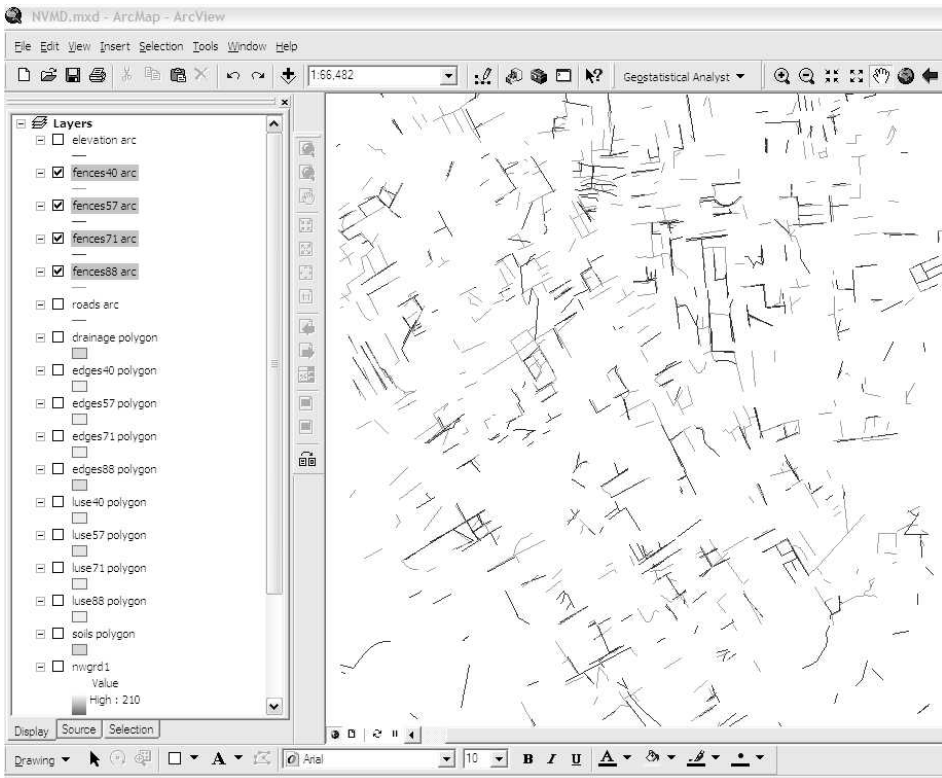 NVMD.mxd - ArcMap - ArcView
File Edit View Insert Selection Tools Window Help
1:66,482
Geostatistical Analyst
Layers
elevation arc
fences40 arc
fences57 arc
fences71 arc
fences88 arc
roads arc
drainage polygon
edges40 polygon
edges57 polygon
edges71 polygon
edges88 polygon
luse40 polygon
luse57 polygon
luse71 polygon
luse88 polygon
soils polygon
nwgrd1
Value
High : 210
Display Source Selection
Drawing A Arial 10 B I U A